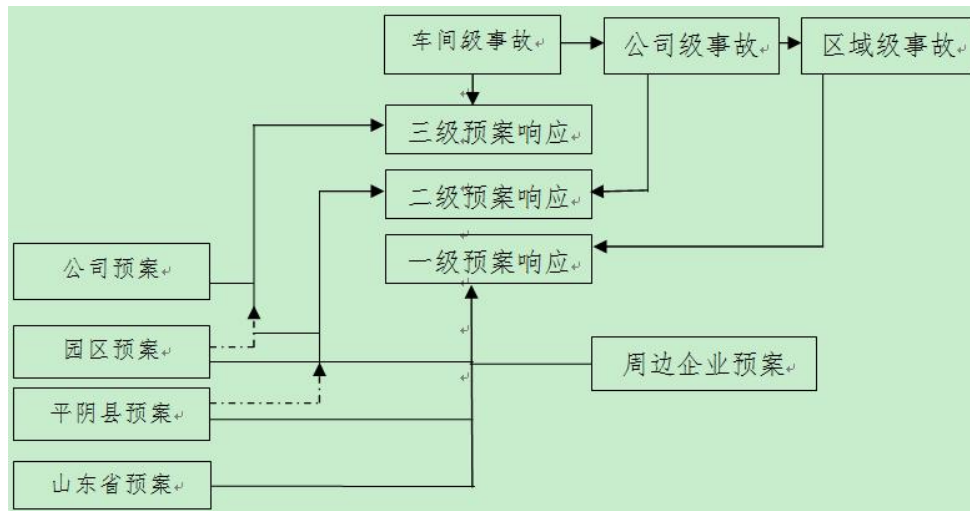 车间级事故
公司级事故
区域级事故
三级预案响应
二级预案响应
一级预案响应
公司预案
园区预案
周边企业预案
平阴县预案
山东省预案